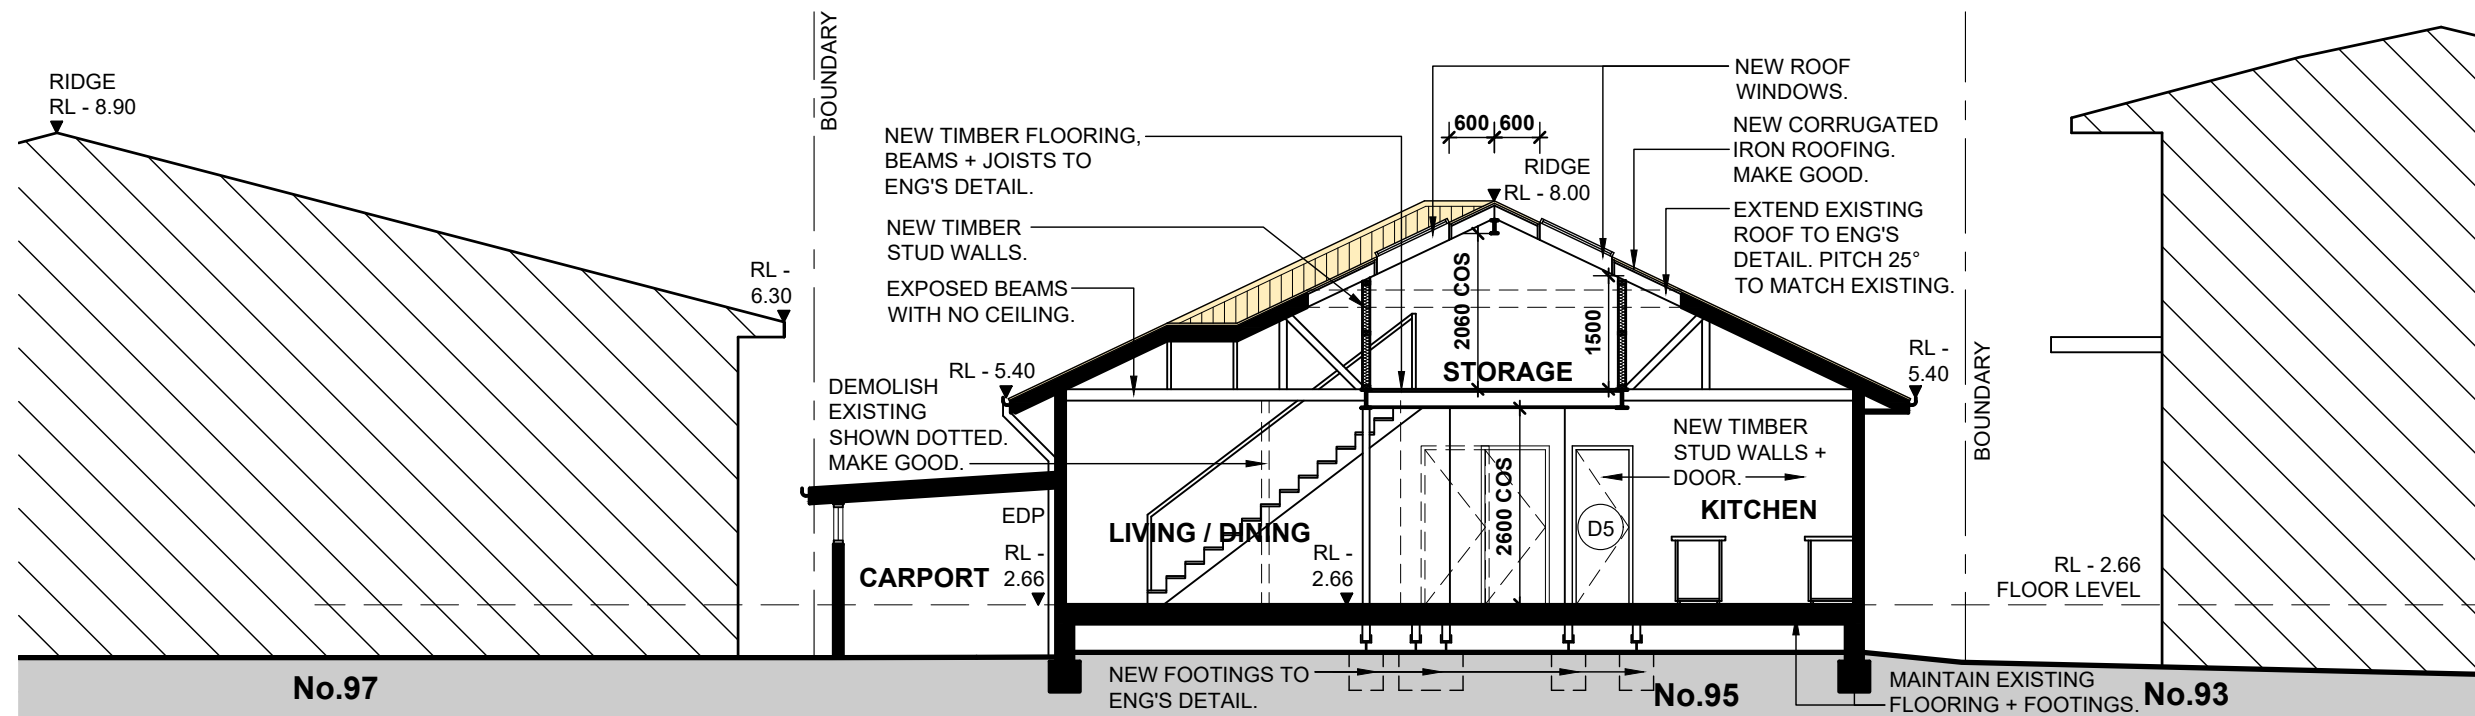 RIDGE
RL - 8.90
BOUNDARY
RL -
6.30
NEW TIMBER FLOORING,
BEAMS + JOISTS TO
ENG'S DETAIL.
NEW TIMBER
STUD WALLS.
EXPOSED BEAMS
WITH NO CEILING.
RL - 5.40
DEMOLISH
EXISTING
SHOWN DOTTED.
MAKE GOOD.
600 600
RIDGE
RL - 8.00
NEW ROOF
WINDOWS.
NEW CORRUGATED
IRON ROOFING.
MAKE GOOD.
EXTEND EXISTING
ROOF TO ENG'S
DETAIL. PITCH 25°
TO MATCH EXISTING.
2060 COS
1500
STORAGE
RL -
5.40
BOUNDARY
NEW TIMBER
STUD WALLS +
DOOR.
KITCHEN
2600 COS
D5
LIVING / DINING
EDP
RL -
2.66
CARPORT
RL -
2.66
RL - 2.66
FLOOR LEVEL
No.97
NEW FOOTINGS TO
ENG'S DETAIL.
No.95
MAINTAIN EXISTING
FLOORING + FOOTINGS.
No.93